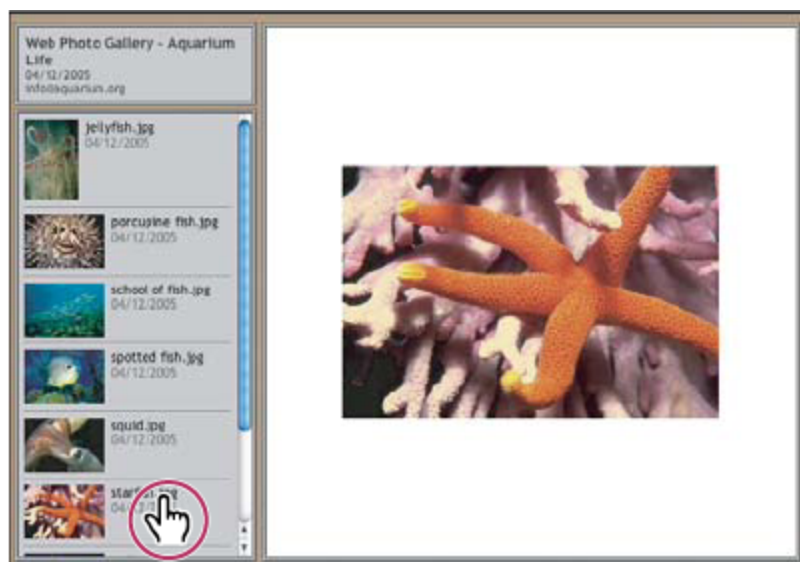 Web Photo Gallery - Aquarium
Life
04/12/2005
info@aquarium.org
jellyfish.jpg
04/12/2005
porcupine fish.jpg
04/12/2005
school of fish.jpg
04/12/2005
spotted fish.jpg
04/12/2005
squid.jpg
04/12/2005